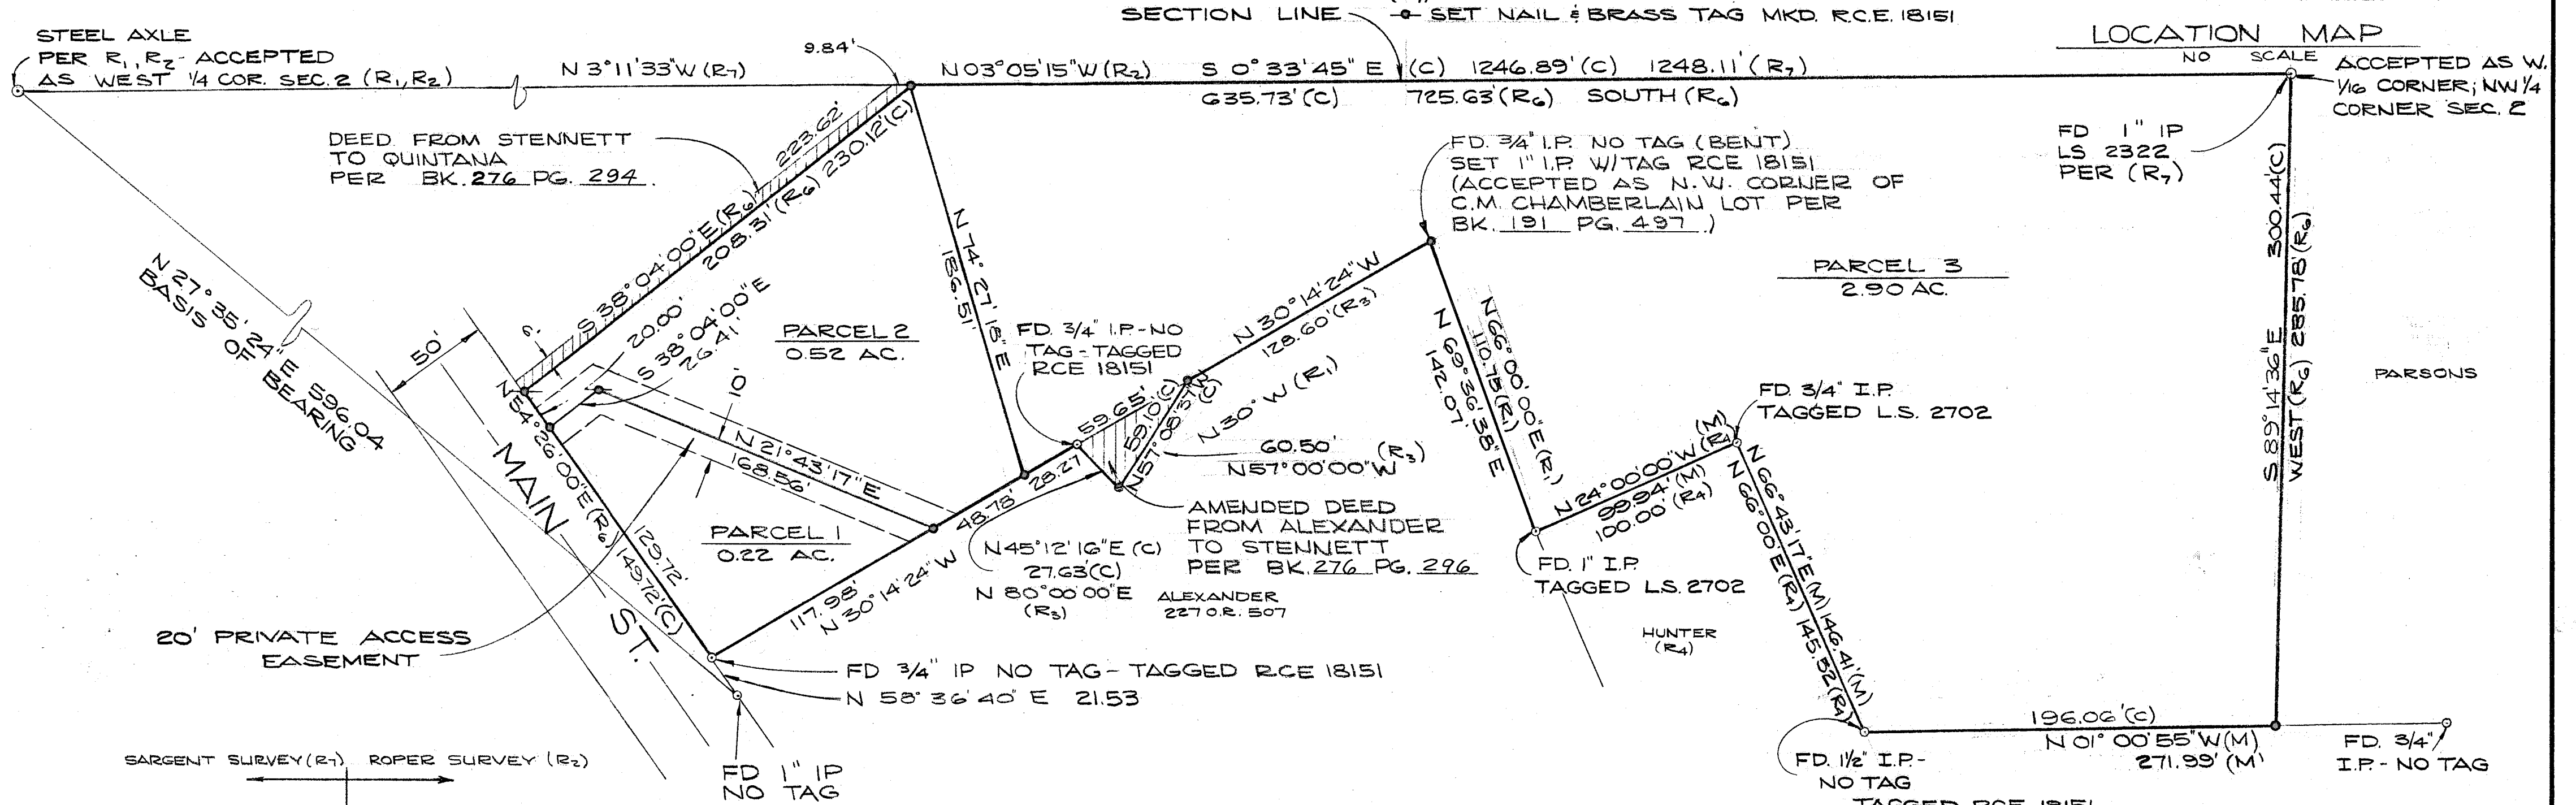 SECTION LINE
SET NAIL & BRASS TAG MKD. R.C.E. 18151
LOCATION MAP
NO SCALE
STEEL AXLE
PER R1, R2 - ACCEPTED
AS WEST 1/4 COR. SEC. 2 (R1, R2)
N 3°11'33"W (R7)
9.84'
N03°05'15"W (R2)
S 0°33'45" E (C) 1246.89' (C) 1248.11' (R7)
635.73' (C) 725.63' (R6) SOUTH (R6)
ACCEPTED AS W.
1/16 CORNER; NW 1/4
CORNER SEC. 2
FD 1" IP
LS 2322
PER (R7)
DEED FROM STENNETT
TO QUINTANA
PER BK. 276 PG. 294.
223.62'
230.12' (C)
S 38°04'00" E (R6)
208.31' (R6)
FD. 3/4" I.P. NO TAG (BENT)
SET 1" I.P. W/TAG RCE 18151
(ACCEPTED AS N.W. CORNER OF
C.M. CHAMBERLAIN LOT PER
BK. 191 PG. 497.)
N 74°27'18" E
186.51'
300.44' (C)
S 89°14'36" E
WEST (R6) 285.78' (R6)
PARCEL 3
2.90 AC.
N 27°35'24" E 596.04
BASIS OF BEARING
50'
6'
20.00'
S 38°04'00" E
26.41'
10'
PARCEL 2
0.52 AC.
FD. 3/4" I.P. - NO
TAG - TAGGED
RCE 18151
N 30°14'24" W
128.60' (R3)
59.65'
59.10 (C)
N57°08'37"W
(C)
N 30° W (R1)
60.50' (R3)
N57°00'00"W
N66°00'00"E (R1)
110.75 (R1)
N 69°36'38" E
142.07'
FD. 3/4" I.P.
TAGGED L.S. 2702
PARSONS
N 24°00'00" W (R4)
(M)
99.94' (M)
100.00' (R4)
N 54°26'00" E (R6) 149.72' (C)
129.72'
MAIN ST.
N 21°43'17" E
168.56'
28.27
48.78'
PARCEL 1
0.22 AC.
117.98'
N 30°14'24" W
N45°12'16"E (C)
27.63' (C)
N 80°00'00"E
(R3)
AMENDED DEED
FROM ALEXANDER
TO STENNETT
PER BK. 276 PG. 296
ALEXANDER
227 O.R. 507
FD. 1" I.P.
TAGGED L.S. 2702
HUNTER
(R4)
N 66°43'17" E (M) 146.41' (M)
N 66°00' E (R4) 145.52 (R4)
20' PRIVATE ACCESS
EASEMENT
FD 3/4" IP NO TAG - TAGGED RCE 18151
N 58°36'40" E 21.53
FD 1" IP
NO TAG
SARGENT SURVEY (R7) ROPER SURVEY (R2)
196.06' (C)
N 01°00'55" W (M)
271.99' (M)
FD. 1 1/2" I.P. -
NO TAG
TAGGED RCE 18151
FD. 3/4"
I.P. - NO TAG